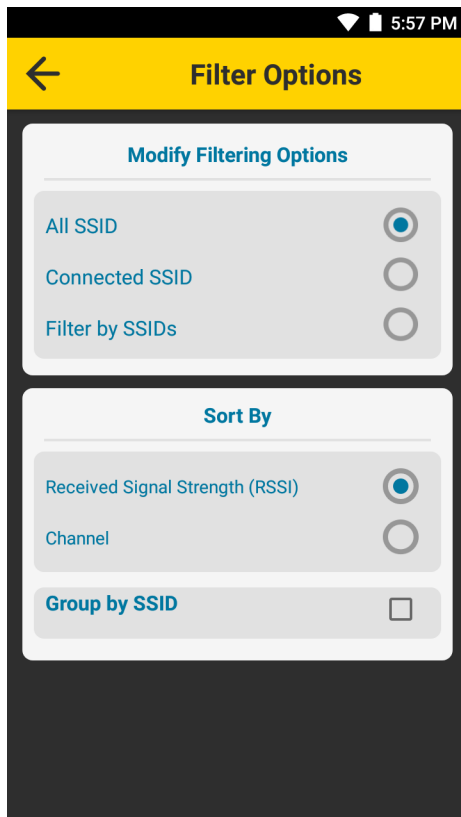 5:57 PM
Filter Options
Modify Filtering Options
All SSID
Connected SSID
Filter by SSIDs
Sort By
Received Signal Strength (RSSI)
Channel
Group by SSID